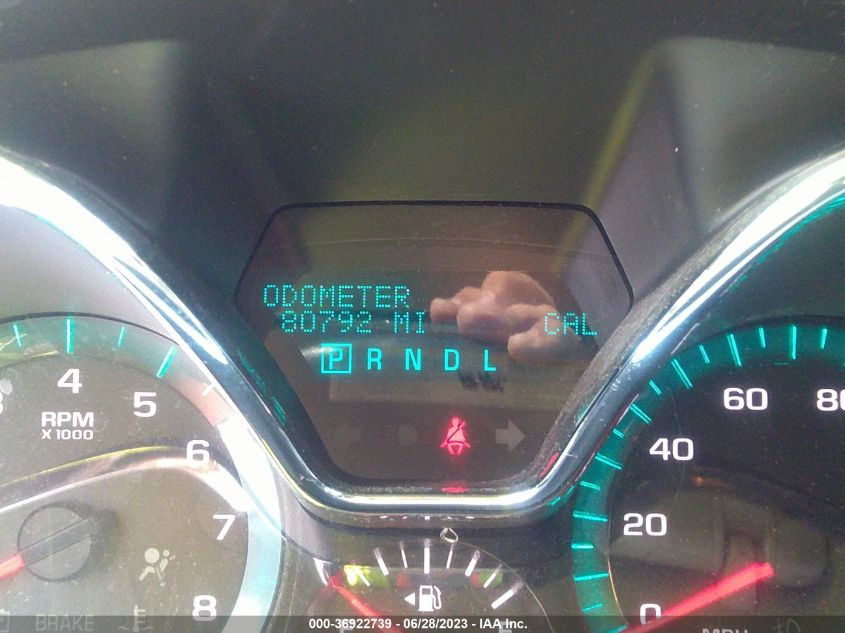 ODOMETER
80792 MI CAL
P R N D L
4
5
6
7
8
RPM
X1000
60
80
40
20
0
MPH
BRAKE
E
000-36922739 - 06/28/2023 - IAA Inc.